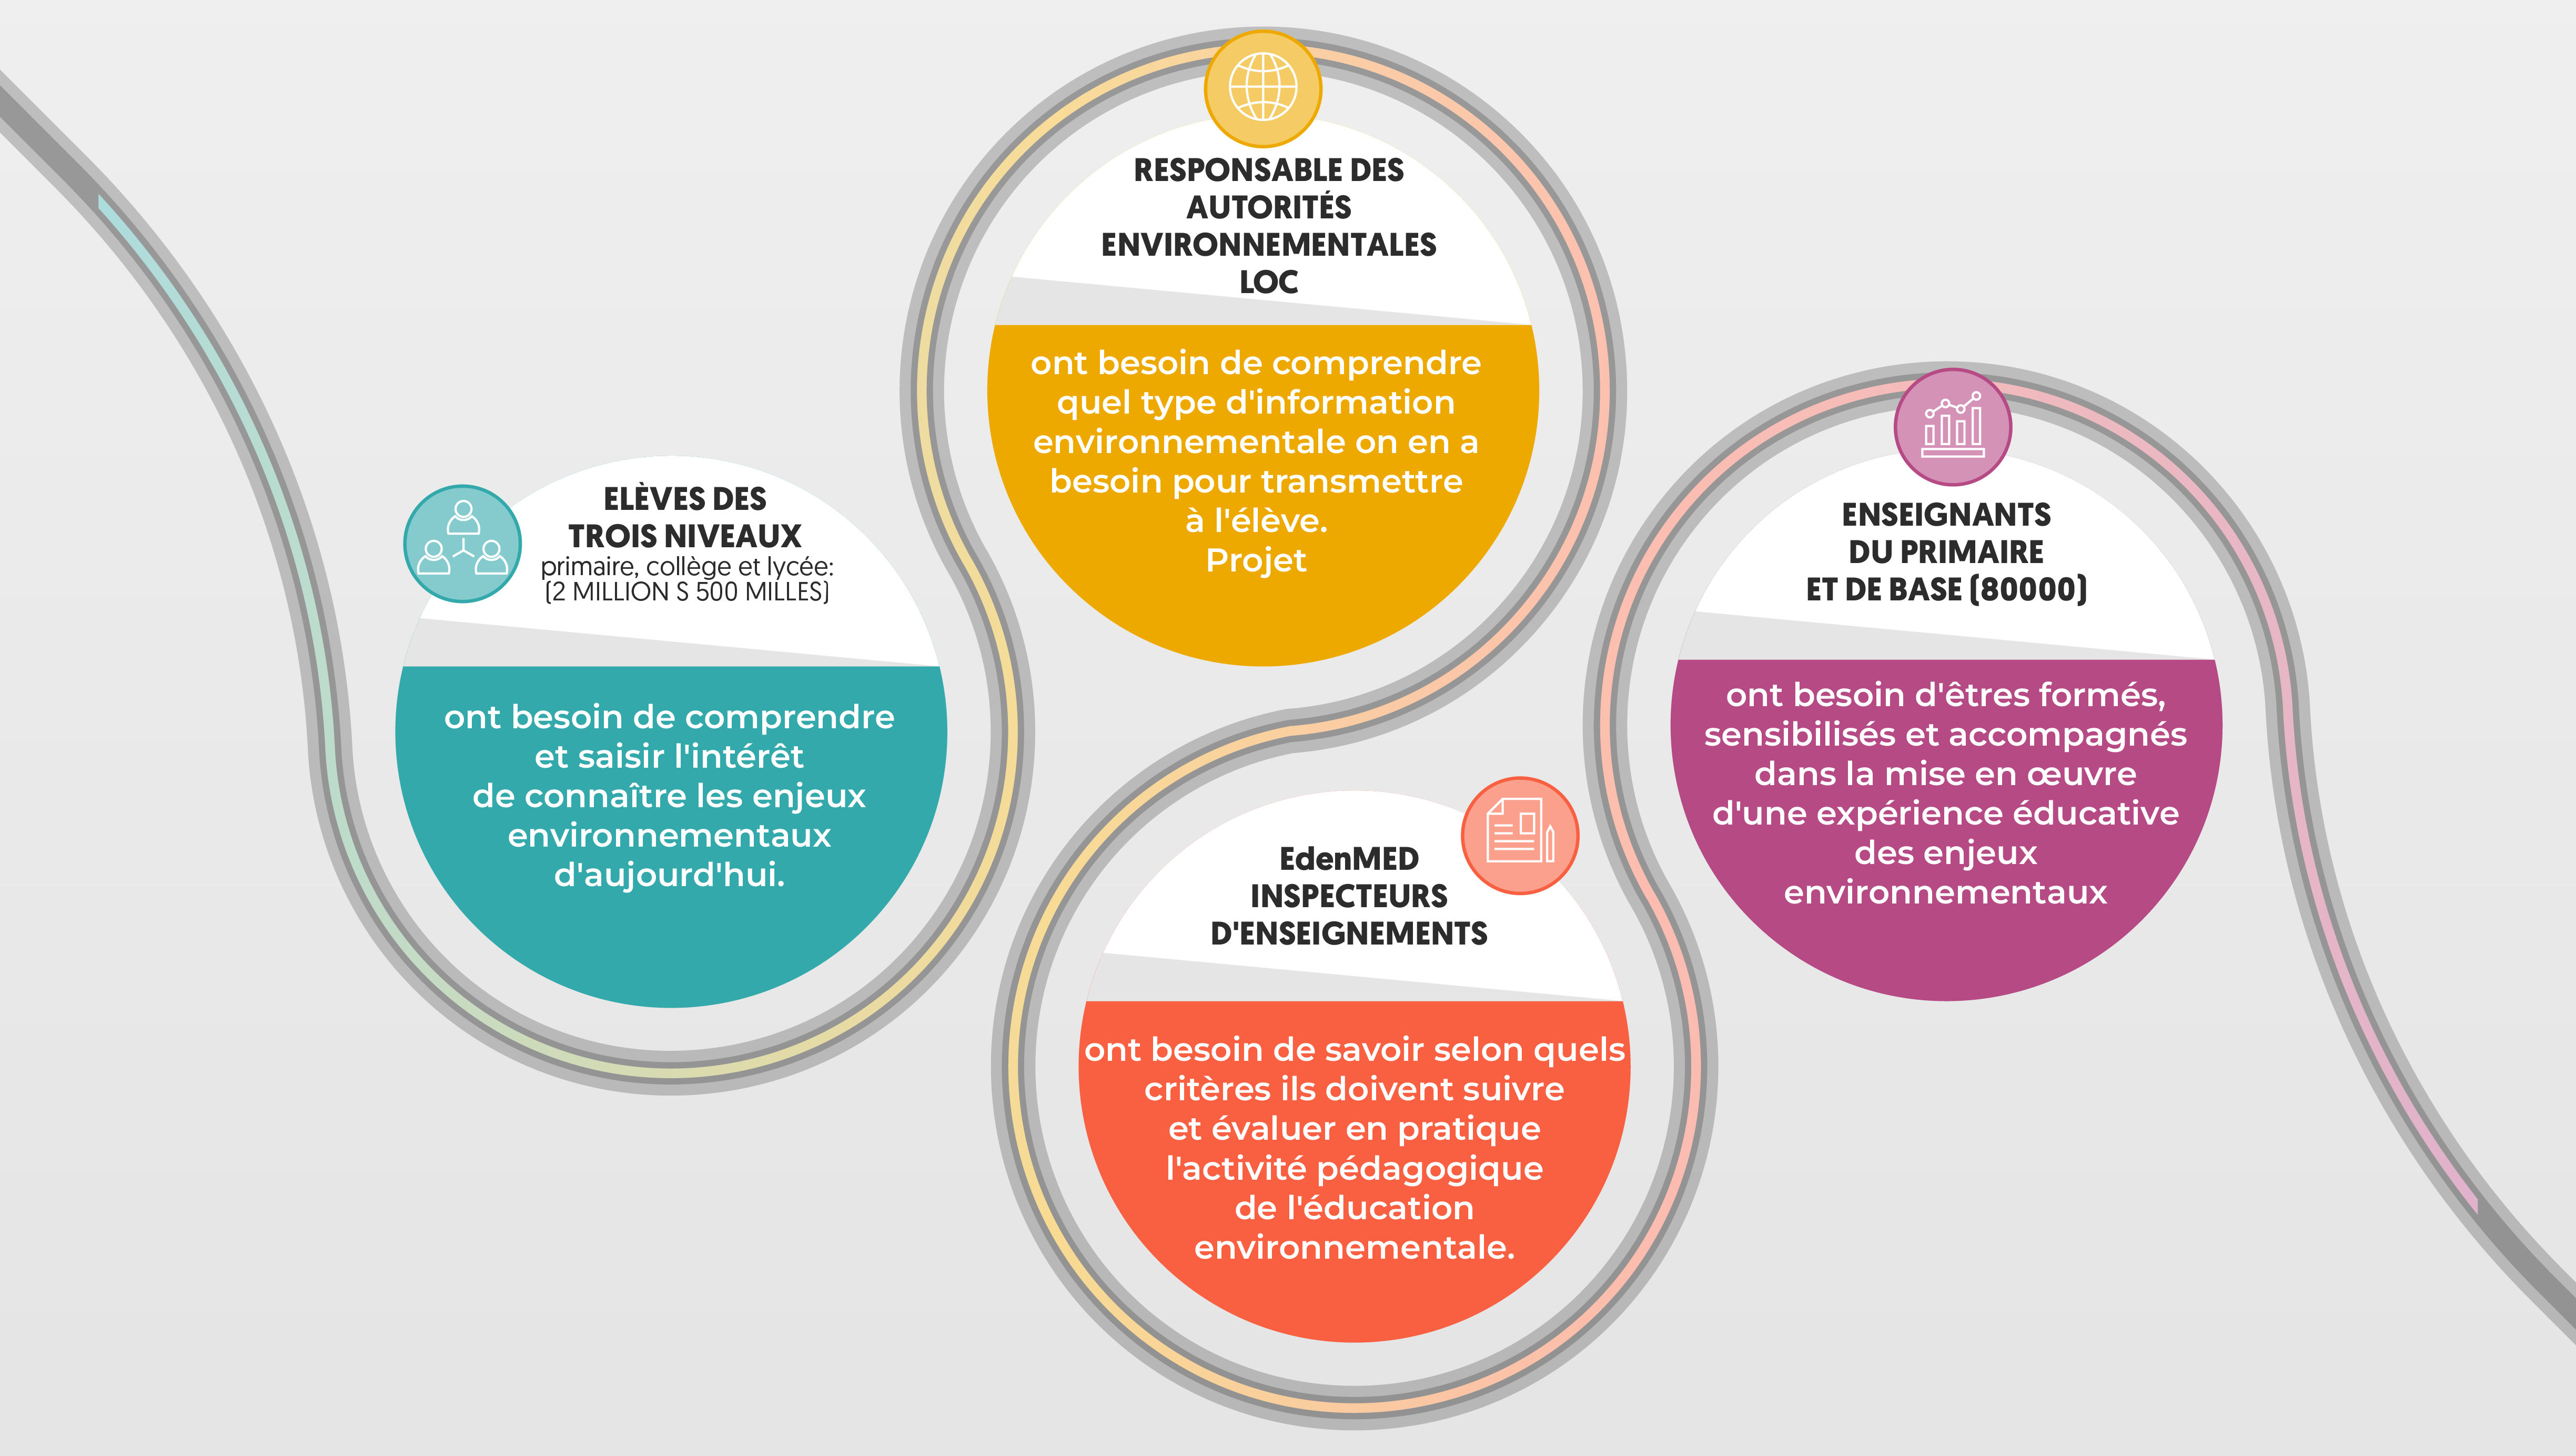 ELÈVES DES
TROIS NIVEAUX
primaire, collège et lycée:
(2 MILLION S 500 MILLES)
ont besoin de comprendre
et saisir l'intérêt
de connaître les enjeux
environnementaux
d'aujourd'hui.
RESPONSABLE DES
AUTORITÉS
ENVIRONNEMENTALES
LOC
ont besoin de comprendre
quel type d'information
environnementale on en a
besoin pour transmettre
à l'élève.
Projet
EdenMED
INSPECTEURS
D'ENSEIGNEMENTS
ont besoin de savoir selon quels
critères ils doivent suivre
et évaluer en pratique
l'activité pédagogique
de l'éducation
environnementale.
ENSEIGNANTS
DU PRIMAIRE
ET DE BASE (80000)
ont besoin d'êtres formés,
sensibilisés et accompagnés
dans la mise en œuvre
d'une expérience éducative
des enjeux
environnementaux